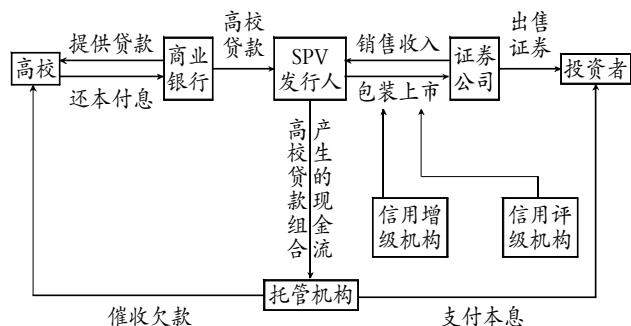 提供贷款
高校
还本付息
商业
银行
高校
贷款
SPV
发行人
销售收入
包装上市
证券
公司
出售
证券
投资者
高校贷款组合
产生的现金流
信用增
级机构
信用评
级机构
托管机构
催收欠款
支付本息